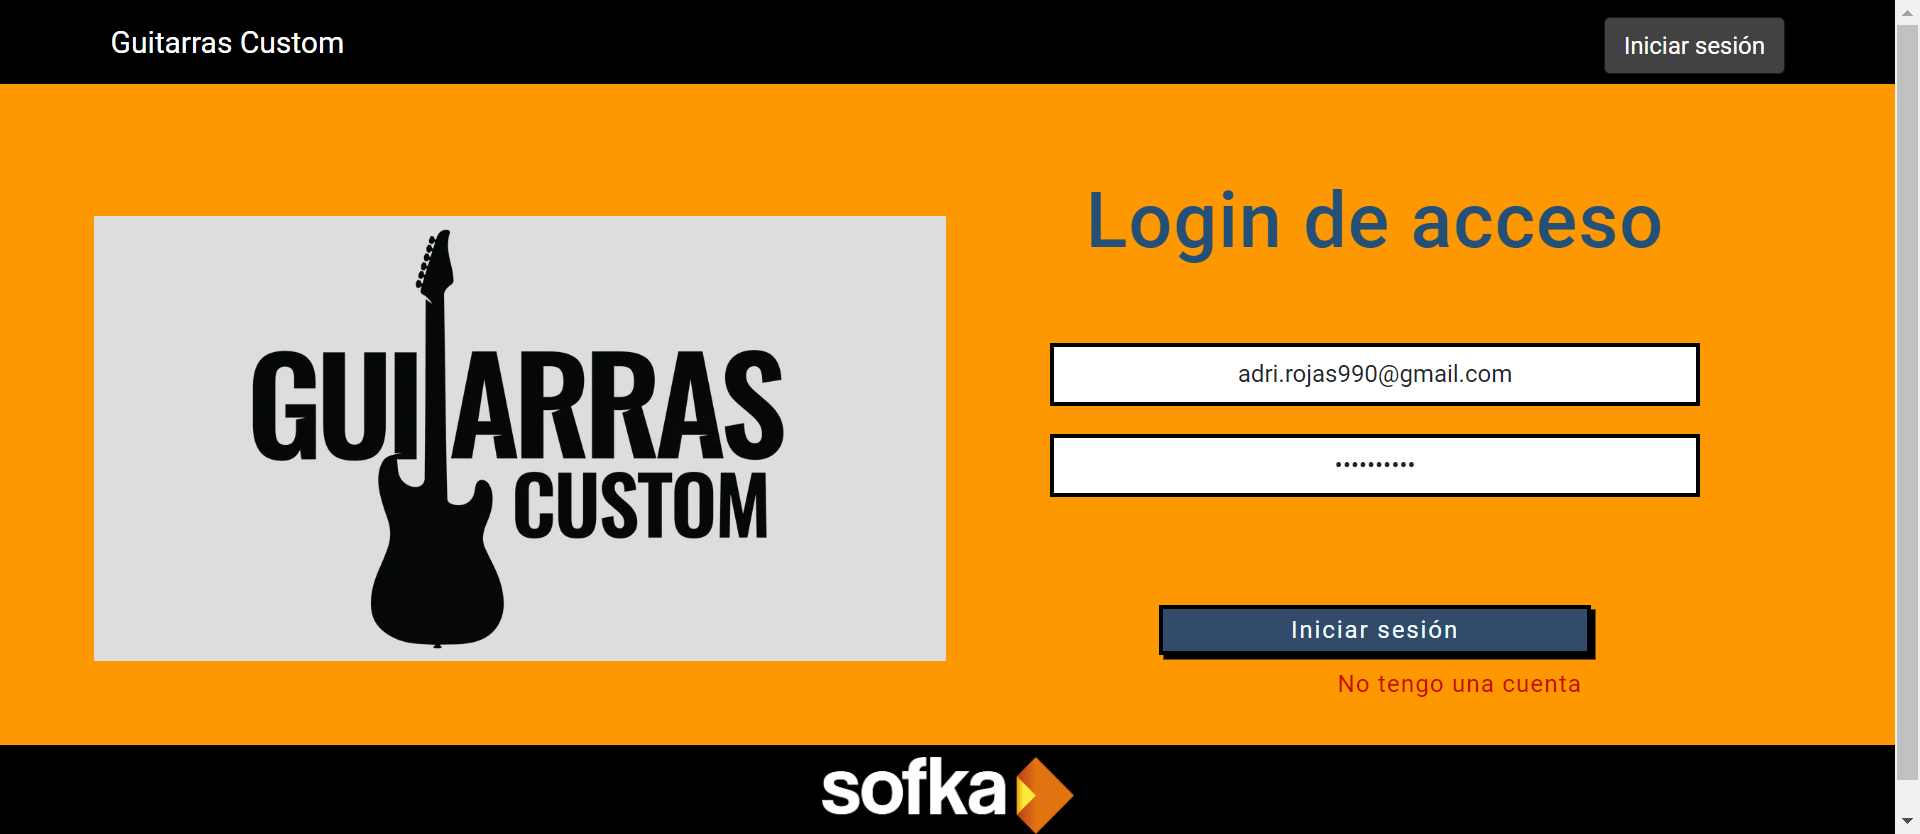 Guitarras Custom
Iniciar sesión
GUITARRAS
CUSTOM
Login de acceso
adri.rojas990@gmail.com
••••••••••
Iniciar sesión
No tengo una cuenta
sofka